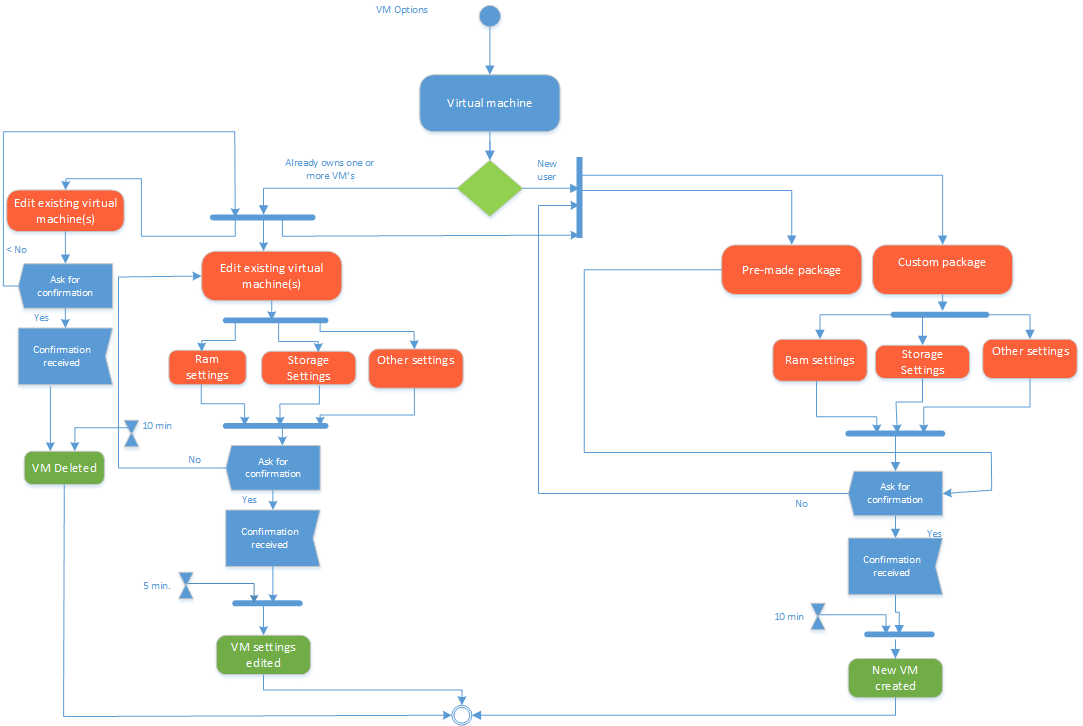 VM Options
Virtual machine
Already owns one or
more VM's
New
user
Edit existing virtual
machine(s)
< No
Ask for
confirmation
Yes
Confirmation
received
10 min
VM Deleted
Edit existing virtual
machine(s)
Ram
settings
Storage
Settings
Other settings
Ask for
confirmation
No
Yes
Confirmation
received
5 min.
VM settings
edited
Pre-made package
Custom package
Ram settings
Storage
Settings
Other settings
Ask for
confirmation
No
Yes
Confirmation
received
10 min
New VM
created